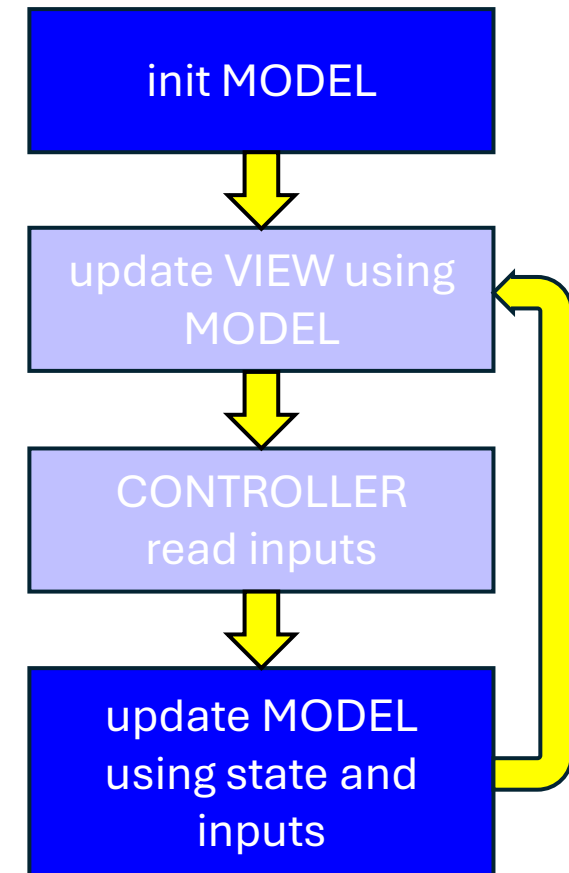 init MODEL
update VIEW using
MODEL
CONTROLLER
read inputs
update MODEL
using state and
inputs